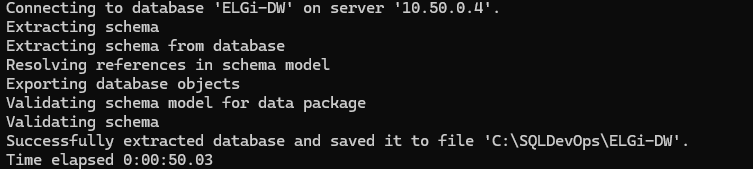 Connecting to database 'ELGi-DW' on server '10.50.0.4'.
Extracting schema
Extracting schema from database
Resolving references in schema model
Exporting database objects
Validating schema model for data package
Validating schema
Successfully extracted database and saved it to file 'C:\SQLDevOps\ELGi-DW'.
Time elapsed 0:00:50.03